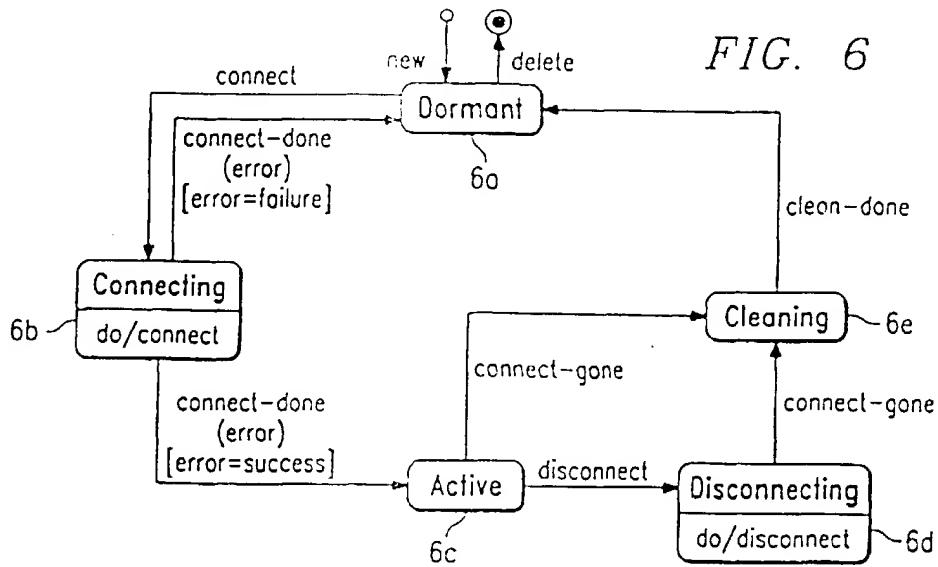 FIG. 6
new
delete
connect
Dormant
6a
connect-done
(error)
[error=failure]
clean-done
Connecting
do/connect
6b
Cleaning
6e
connect-gone
connect-gone
connect-done
(error)
[error=success]
Active
6c
disconnect
Disconnecting
do/disconnect
6d